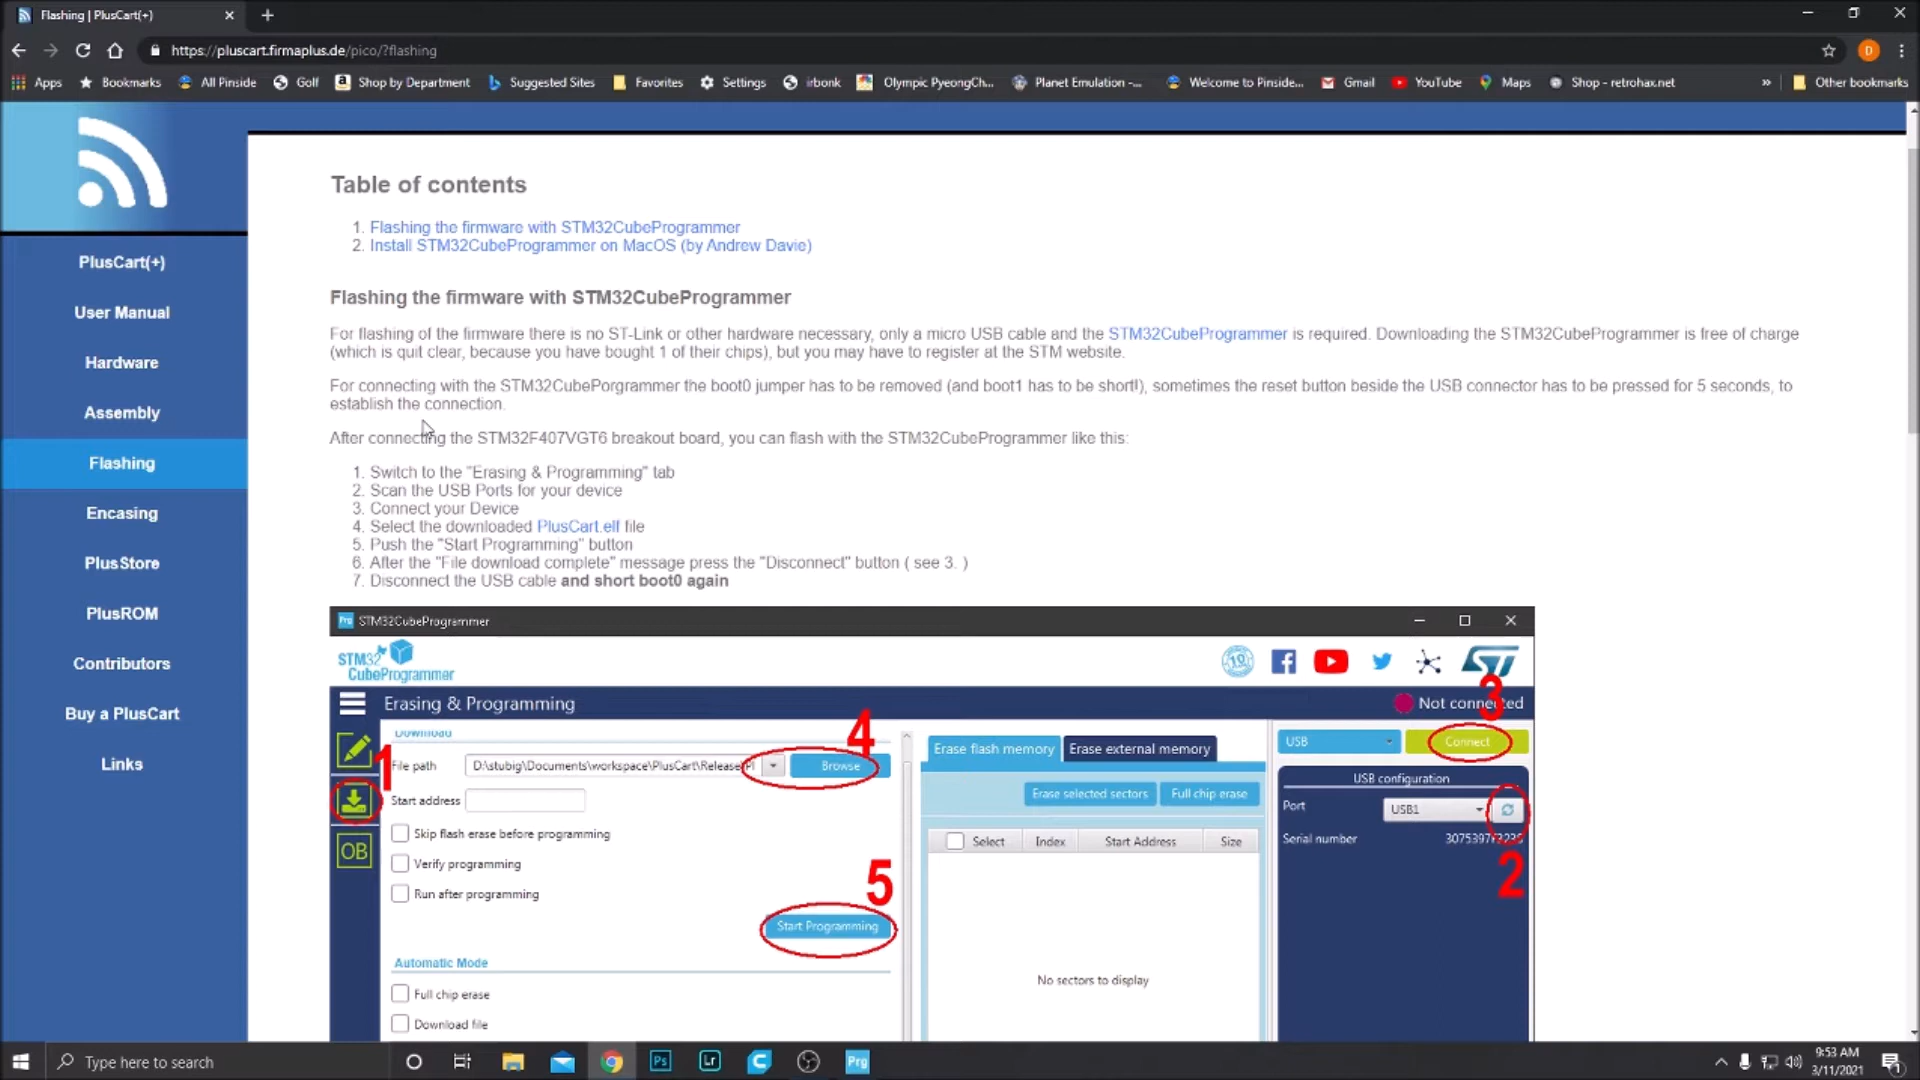 Flashing | PlusCart(+)
https://pluscart.firmaplus.de/pico/?flashing
D
Apps
Bookmarks
All Pinside
Golf
Shop by Department
Suggested Sites
Favorites
Settings
irbonk
Olympic PyeongCh...
Planet Emulation -...
Welcome to Pinside...
Gmail
YouTube
Maps
Shop - retrohax.net
»
Other bookmarks
PlusCart(+)
User Manual
Hardware
Assembly
Flashing
Encasing
PlusStore
PlusROM
Contributors
Buy a PlusCart
Links
Table of contents
1. Flashing the firmware with STM32CubeProgrammer
2. Install STM32CubeProgrammer on MacOS (by Andrew Davie)
Flashing the firmware with STM32CubeProgrammer
For flashing of the firmware there is no ST-Link or other hardware necessary, only a micro USB cable and the STM32CubeProgrammer is required. Downloading the STM32CubeProgrammer is free of charge
(which is quit clear, because you have bought 1 of their chips), but you may have to register at the STM website.
For connecting with the STM32CubePorgrammer the boot0 jumper has to be removed (and boot1 has to be short!), sometimes the reset button beside the USB connector has to be pressed for 5 seconds, to
establish the connection.
After connecting the STM32F407VGT6 breakout board, you can flash with the STM32CubeProgrammer like this:
1. Switch to the "Erasing & Programming" tab
2. Scan the USB Ports for your device
3. Connect your Device
4. Select the downloaded PlusCart.elf file
5. Push the "Start Programming" button
6. After the "File download complete" message press the "Disconnect" button ( see 3. )
7. Disconnect the USB cable and short boot0 again
Prg STM32CubeProgrammer
STM32
CubeProgrammer
10
ST
Erasing & Programming
Not connected
3
1
OB
Download
4
File path
D:\stubig\Documents\workspace\PlusCart\Release\Pl
Browse
Start address
Skip flash erase before programming
Verify programming
Run after programming
5
Start Programming
Automatic Mode
Full chip erase
Download file
Erase flash memory
Erase external memory
Erase selected sectors
Full chip erase
Select
Index
Start Address
Size
No sectors to display
USB
Connect
USB configuration
Port
USB1
Serial number
2
Type here to search
Ps
Lr
Prg
9:53 AM
3/11/2021
1